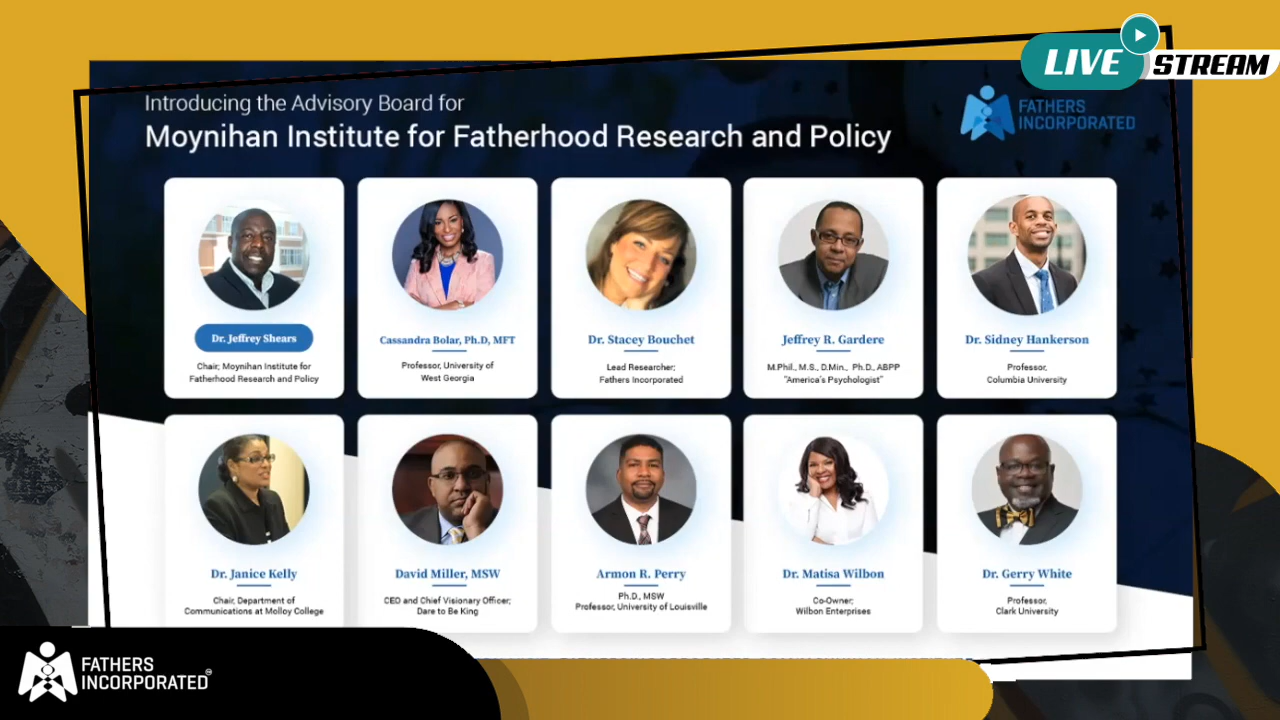 LIVE STREAM
Introducing the Advisory Board for
Moynihan Institute for Fatherhood Research and Policy
FATHERS
INCORPORATED
Dr. Jeffrey Shears
Chair; Moynihan Institute for
Fatherhood Research and Policy
Cassandra Bolar, Ph.D, MFT
Professor, University of
West Georgia
Dr. Stacey Bouchet
Lead Researcher;
Fathers Incorporated
Jeffrey R. Gardere
M.Phil., M.S., D.Min., Ph.D., ABPP
"America's Psychologist"
Dr. Sidney Hankerson
Professor,
Columbia University
Dr. Janice Kelly
Chair, Department of
Communications at Molloy College
David Miller, MSW
CEO and Chief Visionary Officer;
Dare to Be King
Armon R. Perry
Ph.D., MSW
Professor, University of Louisville
Dr. Matisa Wilbon
Co-Owner;
Wilbon Enterprises
Dr. Gerry White
Professor,
Clark University
FATHERS
INCORPORATED